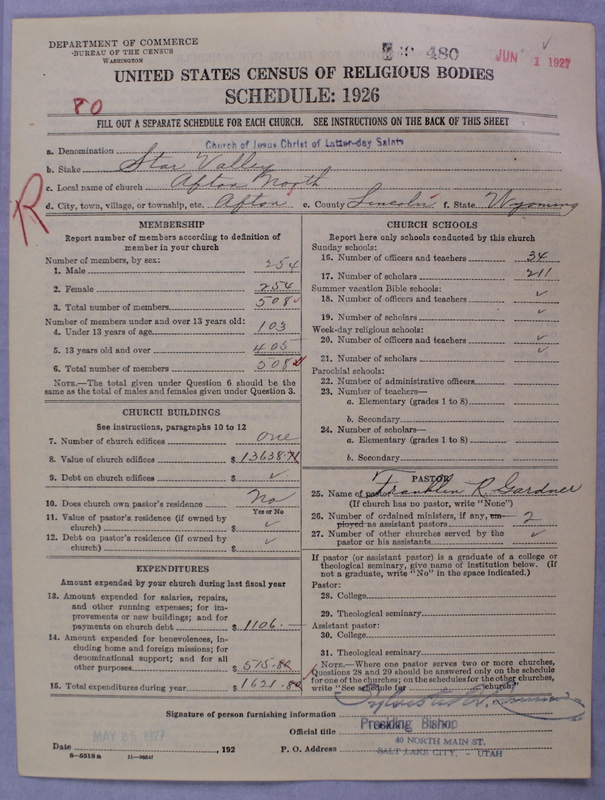 DEPARTMENT OF COMMERCE
BUREAU OF THE CENSUS
WASHINGTON
480
JUN 1 1927
UNITED STATES CENSUS OF RELIGIOUS BODIES
SCHEDULE: 1926
80
FILL OUT A SEPARATE SCHEDULE FOR EACH CHURCH. SEE INSTRUCTIONS ON THE BACK OF THIS SHEET
a. Denomination Church of Jesus Christ of Latter-day Saints
b. Stake Star Valley
c. Local name of church Afton North
d. City, town, village, or township, etc. Afton e. County Lincoln f. State Wyoming
R
MEMBERSHIP
Report number of members according to definition of
member in your church
Number of members, by sex:
1. Male 254
2. Female 254
3. Total number of members. 508
Number of members under and over 13 years old:
4. Under 13 years of age. 103
5. 13 years old and over 405
6. Total number of members 508
NOTE.—The total given under Question 6 should be
the same as the total of males and females given under Question 3.
CHURCH BUILDINGS
See instructions, paragraphs 10 to 12
7. Number of church edifices one
8. Value of church edifices $13638.71
9. Debt on church edifices $ ✓
10. Does church own pastor's residence No
Yes or No
11. Value of pastor's residence (if owned by
church) $ ✓
12. Debt on pastor's residence (if owned by
church) $ ✓
EXPENDITURES
Amount expended by your church during last fiscal year
13. Amount expended for salaries, repairs,
and other running expenses; for im-
provements or new buildings; and for
payments on church debt $1106.—
14. Amount expended for benevolences, in-
cluding home and foreign missions; for
denominational support; and for all
other purposes $515.82
15. Total expenditures during year $1621.82
CHURCH SCHOOLS
Report here only schools conducted by this church
Sunday schools:
16. Number of officers and teachers 34
17. Number of scholars 211
Summer vacation Bible schools:
18. Number of officers and teachers ✓
19. Number of scholars ✓
Week-day religious schools:
20. Number of officers and teachers ✓
21. Number of scholars ✓
Parochial schools:
22. Number of administrative officers
23. Number of teachers—
a. Elementary (grades 1 to 8)
b. Secondary
24. Number of scholars—
a. Elementary (grades 1 to 8)
b. Secondary
PASTOR
25. Name of pastor Franklin R. Gardner
(If church has no pastor, write "None")
26. Number of ordained ministers, if any, em-
ployed as assistant pastors 2
27. Number of other churches served by the
pastor or his assistants ✓
If pastor (or assistant pastor) is a graduate of a college or
theological seminary, give name of institution below. (If
not a graduate, write "No" in the space indicated.)
Pastor:
28. College
29. Theological seminary
Assistant pastor:
30. College
31. Theological seminary
NOTE.—Where one pastor serves two or more churches,
Questions 28 and 29 should be answered only on the schedule
for one of the churches; on the schedules for the other churches,
write "See schedule for church"
Signature of person furnishing information Sylvester Q. Cannon
Official title Presiding Bishop
Date MAY 25 1927, 192 P. O. Address 40 NORTH MAIN ST.
SALT LAKE CITY, - UTAH
8—5518a